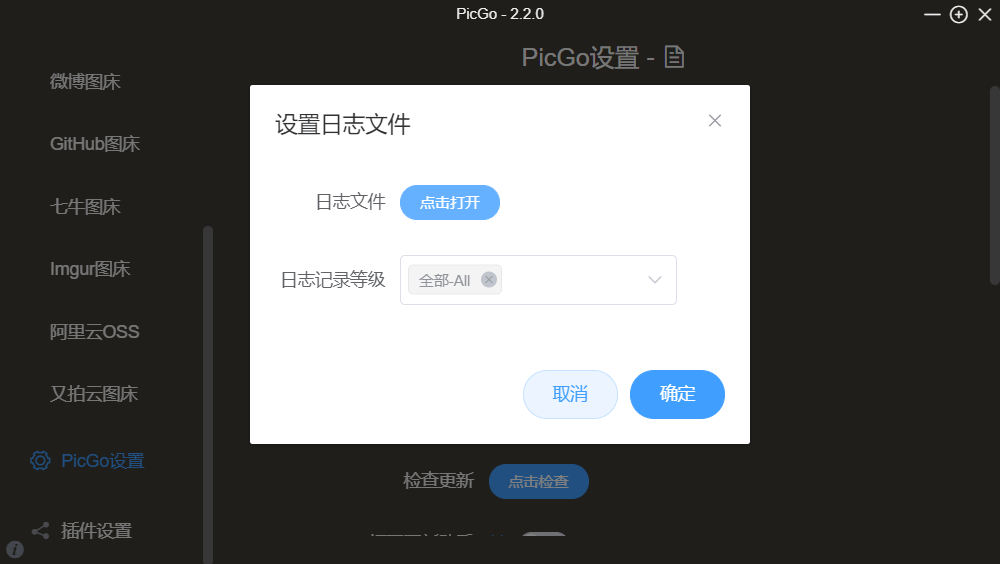 PicGo - 2.2.0
PicGo设置 -
微博图床
GitHub图床
七牛图床
Imgur图床
阿里云OSS
又拍云图床
PicGo设置
插件设置
设置日志文件
日志文件 点击打开
日志记录等级 全部-All
取消 确定
检查更新 点击检查